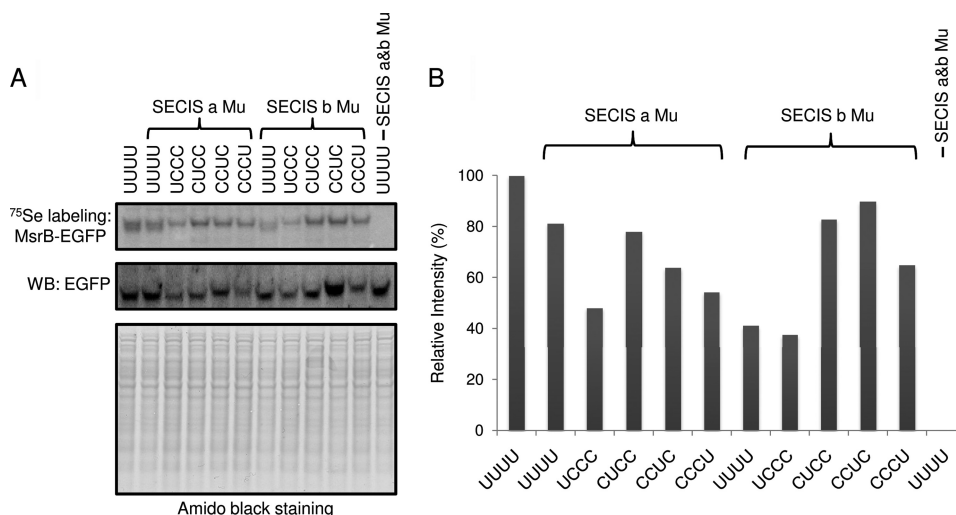 A
SECIS a Mu
SECIS b Mu
– SECIS a&b Mu
UUUU
UUUU
UCCC
CUCC
CCUC
CCCU
UUUU
UCCC
CUCC
CCUC
CCCU
UUUU
75Se labeling:
MsrB-EGFP
WB: EGFP
Amido black staining
B
SECIS a Mu
SECIS b Mu
– SECIS a&b Mu
Relative Intensity (%)
100
80
60
40
20
0
UUUU
UUUU
UCCC
CUCC
CCUC
CCCU
UUUU
UCCC
CUCC
CCUC
CCCU
UUUU